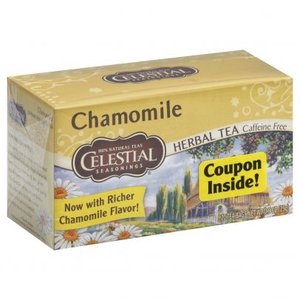 Chamomile
100% NATURAL TEAS
CELESTIAL
SEASONINGS
HERBAL TEA Caffeine Free
Now with Richer
Chamomile Flavor!
Coupon
Inside!